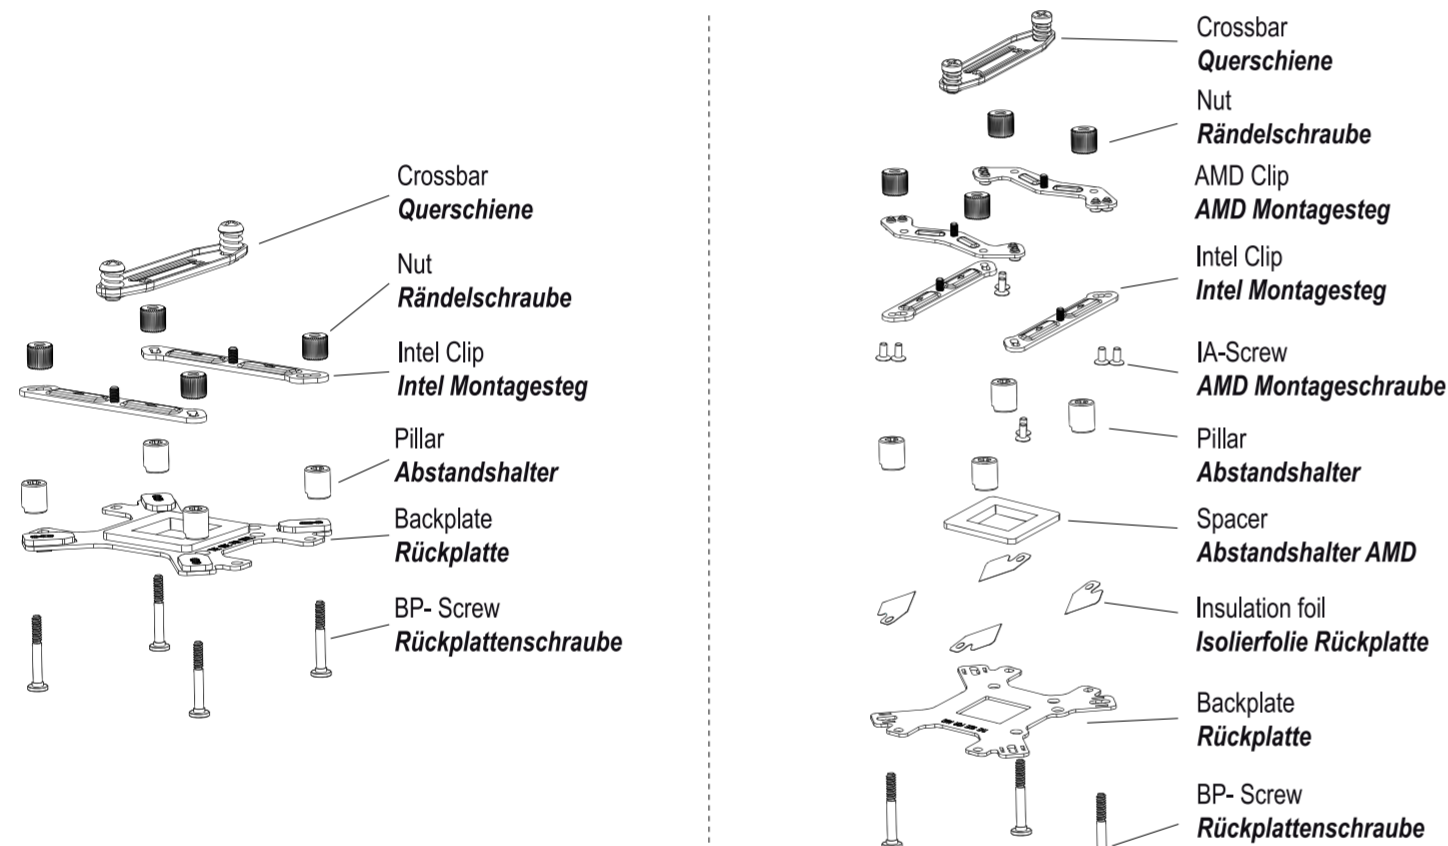 Crossbar
Querschiene
Nut
Rändelschraube
Intel Clip
Intel Montagesteg
Pillar
Abstandshalter
Backplate
Rückplatte
BP- Screw
Rückplattenschraube
Crossbar
Querschiene
Nut
Rändelschraube
AMD Clip
AMD Montagesteg
Intel Clip
Intel Montagesteg
IA-Screw
AMD Montageschraube
Pillar
Abstandshalter
Spacer
Abstandshalter AMD
Insulation foil
Isolierfolie Rückplatte
Backplate
Rückplatte
BP- Screw
Rückplattenschraube